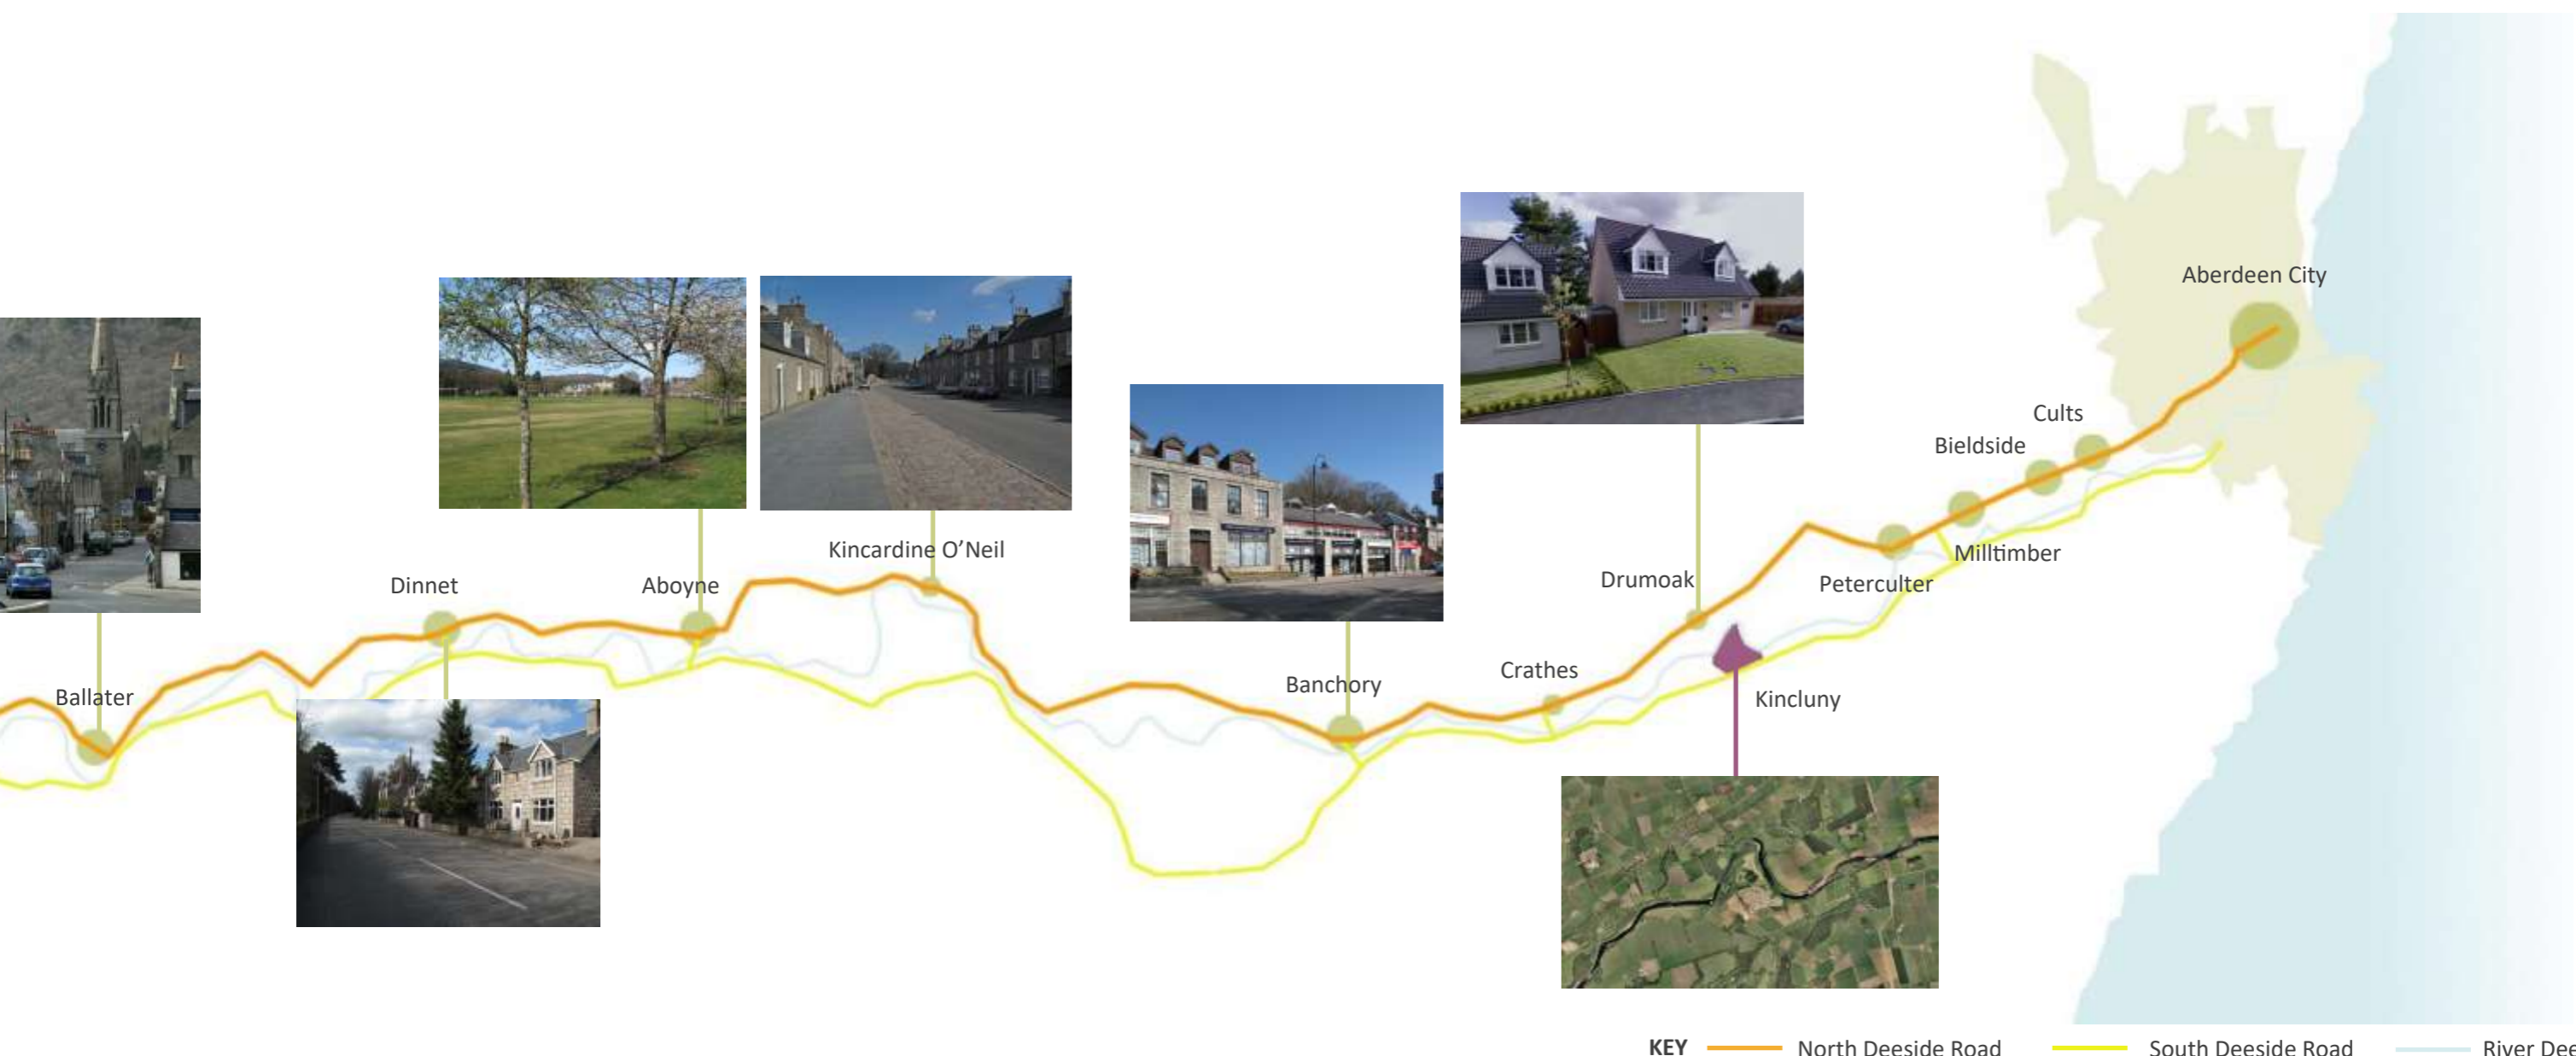 Aberdeen City
Cults
Bieldside
Kincardine O'Neil
Milltimber
Dinnet
Aboyne
Drumoak
Peterculter
Crathes
Banchory
Ballater
Kincluny
KEY North Deeside Road South Deeside Road River De